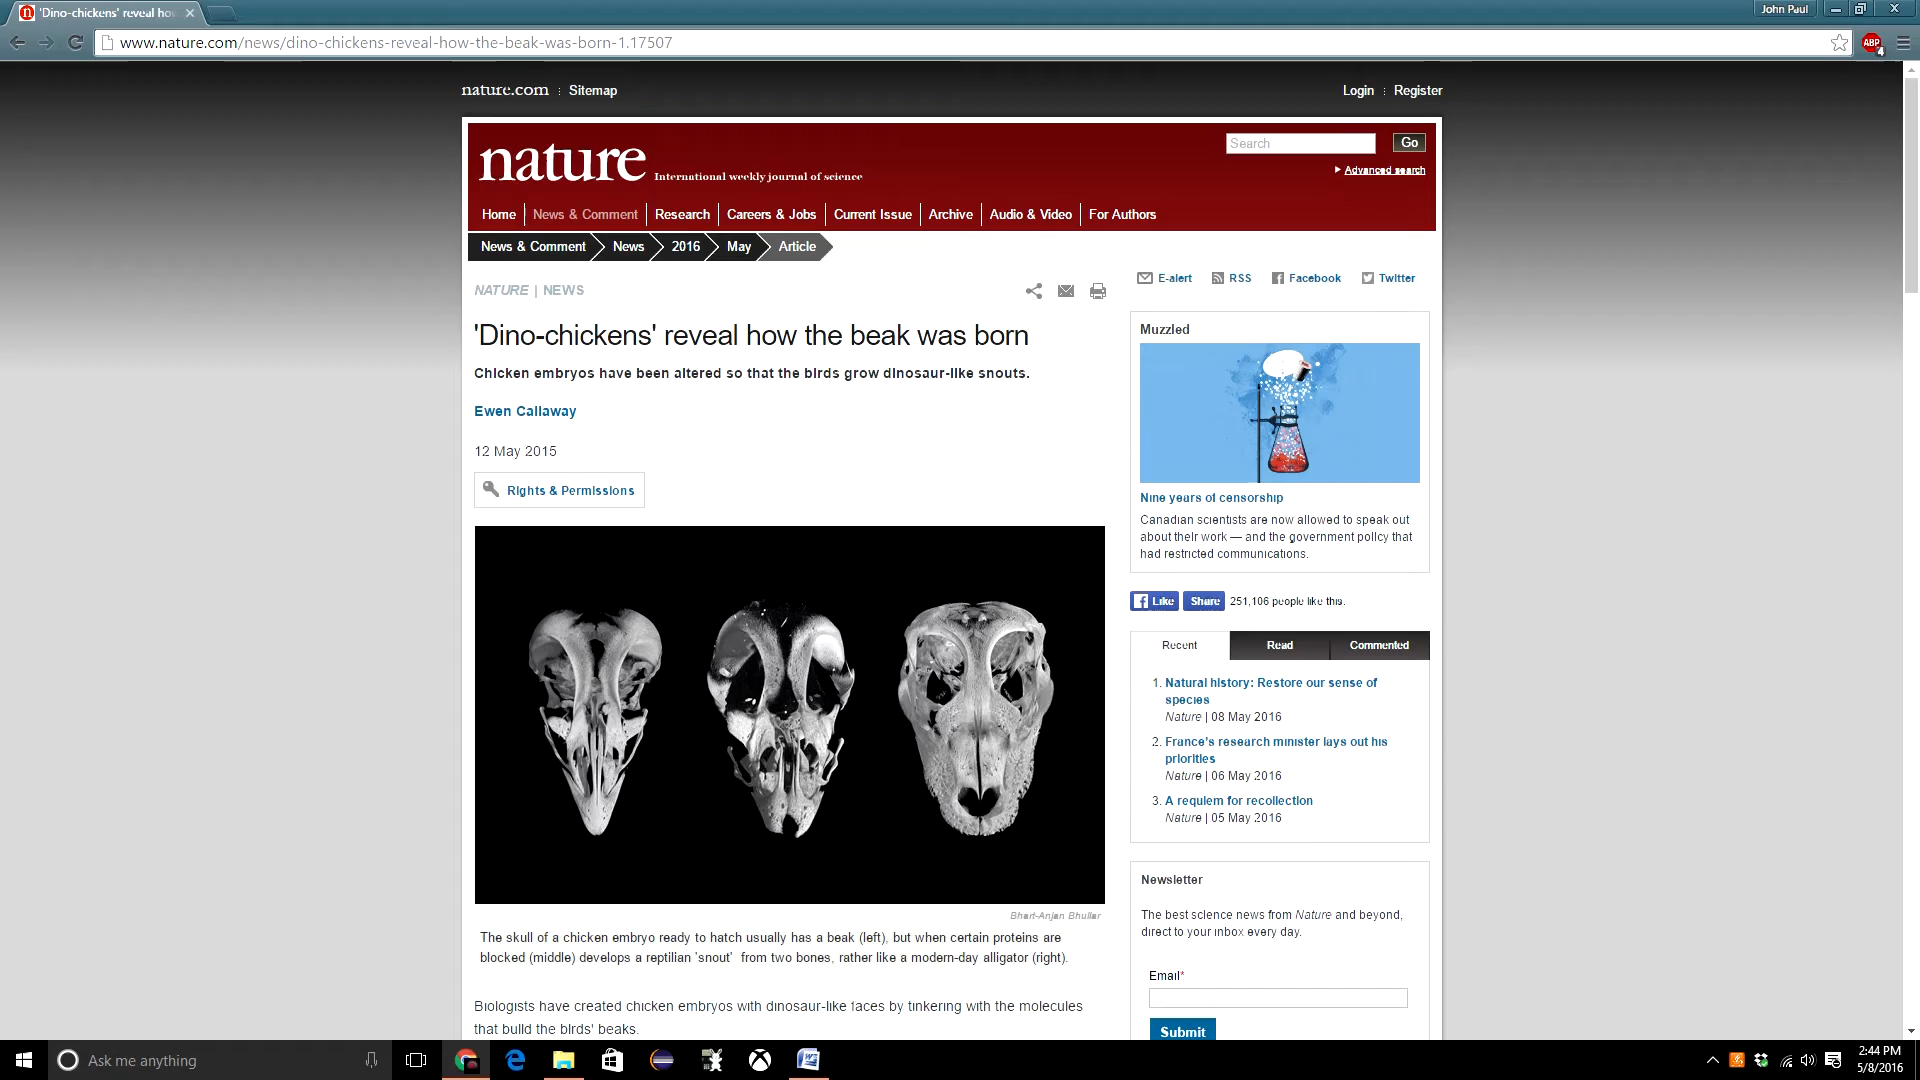 'Dino-chickens' reveal ho
John Paul
www.nature.com/news/dino-chickens-reveal-how-the-beak-was-born-1.17507
ABP
4
nature.com : Sitemap
Login : Register
nature International weekly journal of science
Search
Go
Advanced search
Home
News & Comment
Research
Careers & Jobs
Current Issue
Archive
Audio & Video
For Authors
News & Comment
News
2016
May
Article
NATURE | NEWS
'Dino-chickens' reveal how the beak was born
Chicken embryos have been altered so that the birds grow dinosaur-like snouts.
Ewen Callaway
12 May 2015
Rights & Permissions
Bhart-Anjan Bhullar
The skull of a chicken embryo ready to hatch usually has a beak (left), but when certain proteins are
blocked (middle) develops a reptilian 'snout' from two bones, rather like a modern-day alligator (right).
Biologists have created chicken embryos with dinosaur-like faces by tinkering with the molecules
that build the birds' beaks.
E-alert
RSS
Facebook
Twitter
Muzzled
Nine years of censorship
Canadian scientists are now allowed to speak out
about their work — and the government policy that
had restricted communications.
Like
Share
251,106 people like this.
Recent
Read
Commented
1. Natural history: Restore our sense of
species
Nature | 08 May 2016
2. France's research minister lays out his
priorities
Nature | 06 May 2016
3. A requiem for recollection
Nature | 05 May 2016
Newsletter
The best science news from Nature and beyond,
direct to your inbox every day.
Email*
Submit
Ask me anything
2:44 PM
5/8/2016